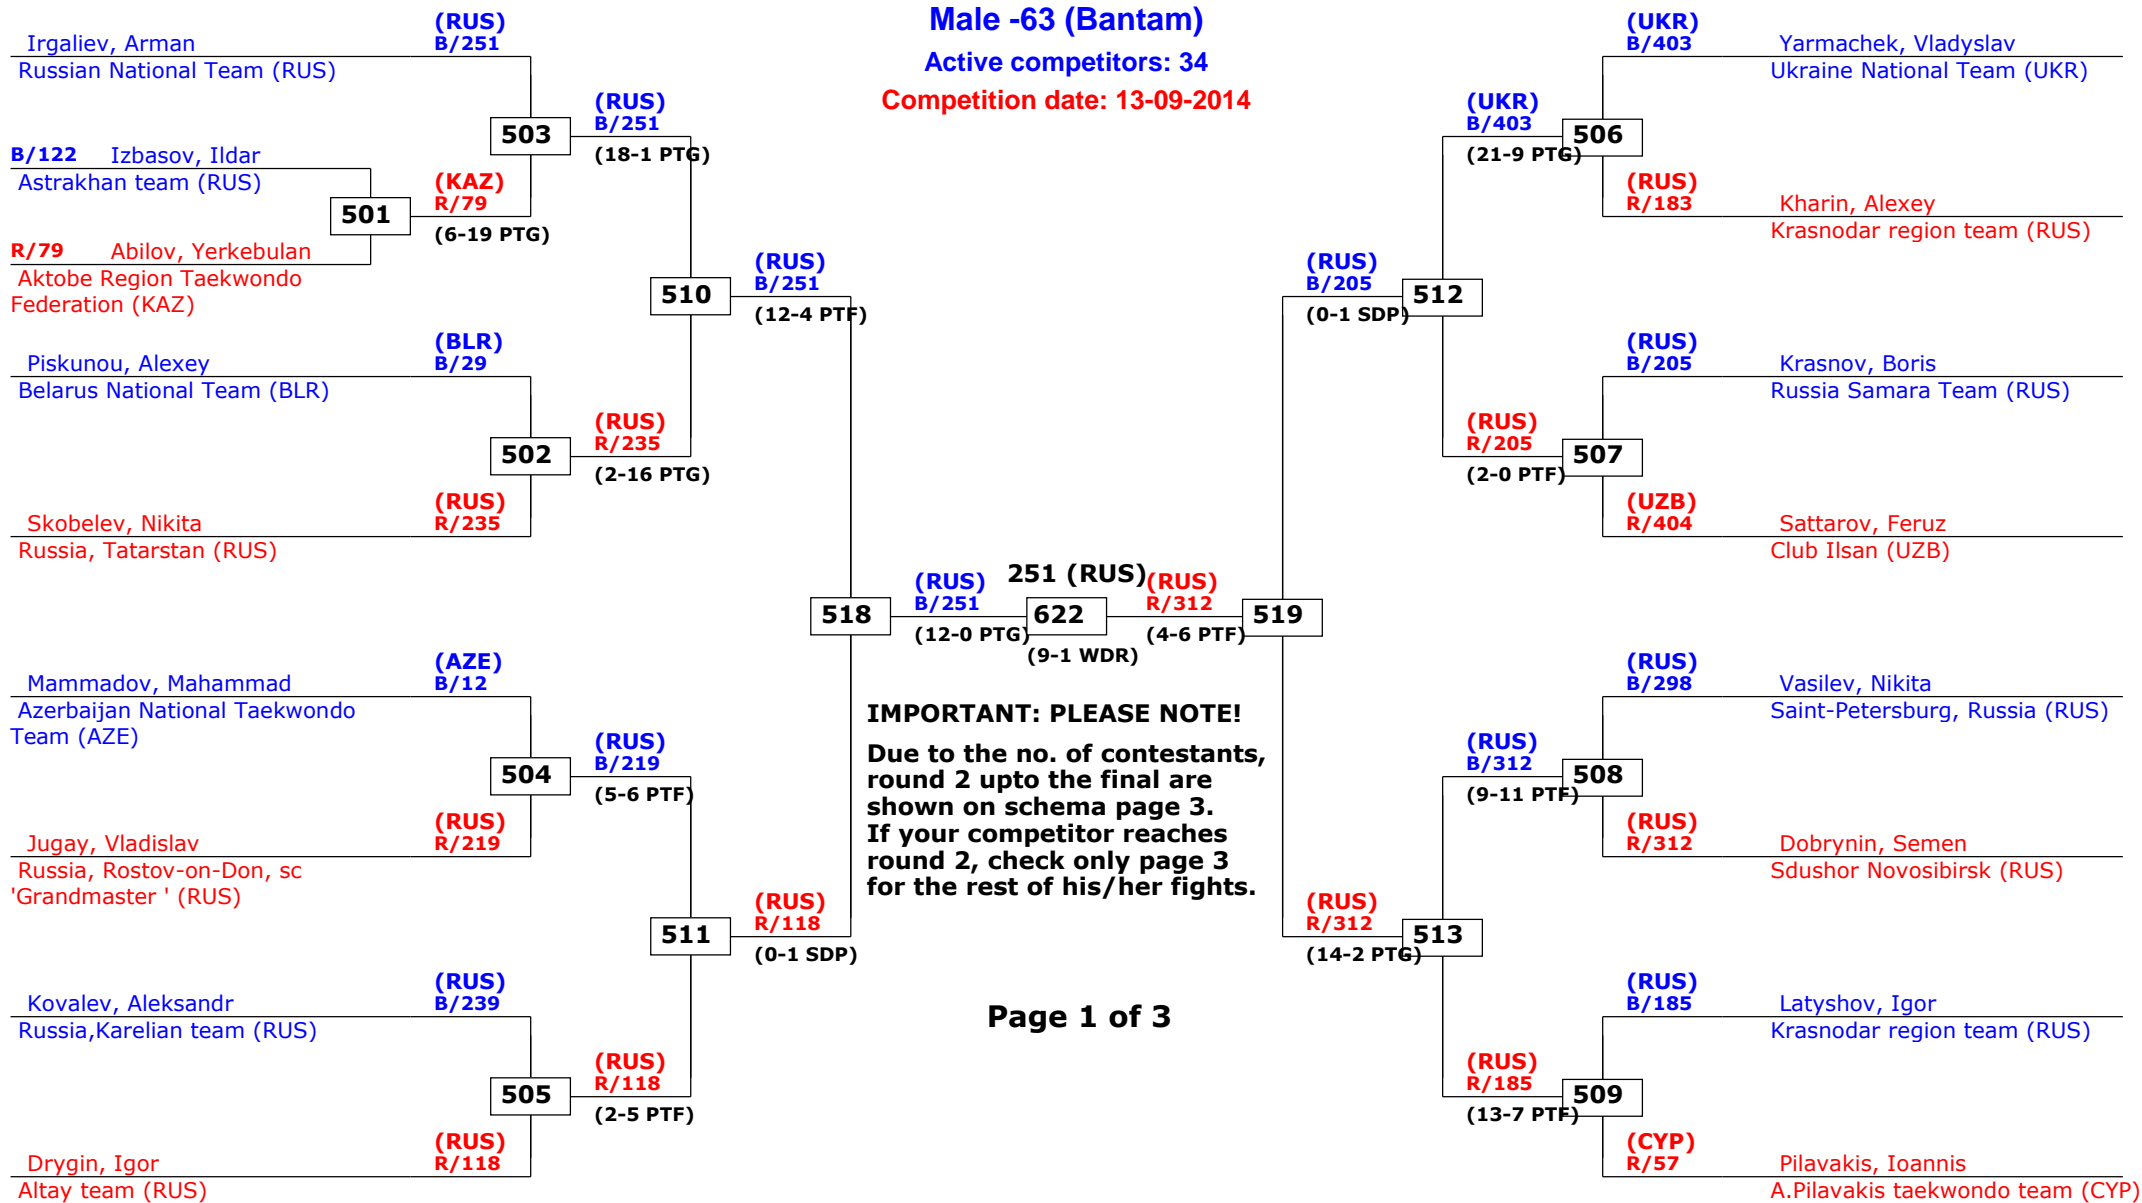 Male -63 (Bantam)
Active competitors: 34
Competition date: 13-09-2014
(RUS)
Irgaliev, Arman B/251
Russian National Team (RUS)
(RUS)
B/251
503
(18-1 PTG)
B/122 Izbasov, Ildar
Astrakhan team (RUS)
(KAZ)
R/79
501
(6-19 PTG)
R/79 Abilov, Yerkebulan
Aktobe Region Taekwondo
Federation (KAZ)
(RUS)
B/251
510
(12-4 PTF)
(BLR)
Piskunou, Alexey B/29
Belarus National Team (BLR)
(RUS)
R/235
502
(2-16 PTG)
(RUS)
Skobelev, Nikita R/235
Russia, Tatarstan (RUS)
518
(RUS)
B/251
(12-0 PTG)
(AZE)
Mammadov, Mahammad B/12
Azerbaijan National Taekwondo
Team (AZE)
(RUS)
B/219
504
(5-6 PTF)
(RUS)
Jugay, Vladislav R/219
Russia, Rostov-on-Don, sc
'Grandmaster ' (RUS)
(RUS)
R/118
511
(0-1 SDP)
(RUS)
Kovalev, Aleksandr B/239
Russia,Karelian team (RUS)
(RUS)
R/118
505
(2-5 PTF)
(RUS)
Drygin, Igor R/118
Altay team (RUS)
251 (RUS)
622
(9-1 WDR)
IMPORTANT: PLEASE NOTE!
Due to the no. of contestants,
round 2 upto the final are
shown on schema page 3.
If your competitor reaches
round 2, check only page 3
for the rest of his/her fights.
Page 1 of 3
(UKR)
B/403 Yarmachek, Vladyslav
Ukraine National Team (UKR)
(UKR)
B/403
506
(21-9 PTG)
(RUS)
R/183 Kharin, Alexey
Krasnodar region team (RUS)
(RUS)
B/205
512
(0-1 SDP)
(RUS)
B/205 Krasnov, Boris
Russia Samara Team (RUS)
(RUS)
R/205
507
(2-0 PTF)
(UZB)
R/404 Sattarov, Feruz
Club Ilsan (UZB)
(RUS)
R/312
519
(4-6 PTF)
(RUS)
B/298 Vasilev, Nikita
Saint-Petersburg, Russia (RUS)
(RUS)
B/312
508
(9-11 PTF)
(RUS)
R/312 Dobrynin, Semen
Sdushor Novosibirsk (RUS)
(RUS)
R/312
513
(14-2 PTG)
(RUS)
B/185 Latyshov, Igor
Krasnodar region team (RUS)
(RUS)
R/185
509
(13-7 PTF)
(CYP)
R/57 Pilavakis, Ioannis
A.Pilavakis taekwondo team (CYP)